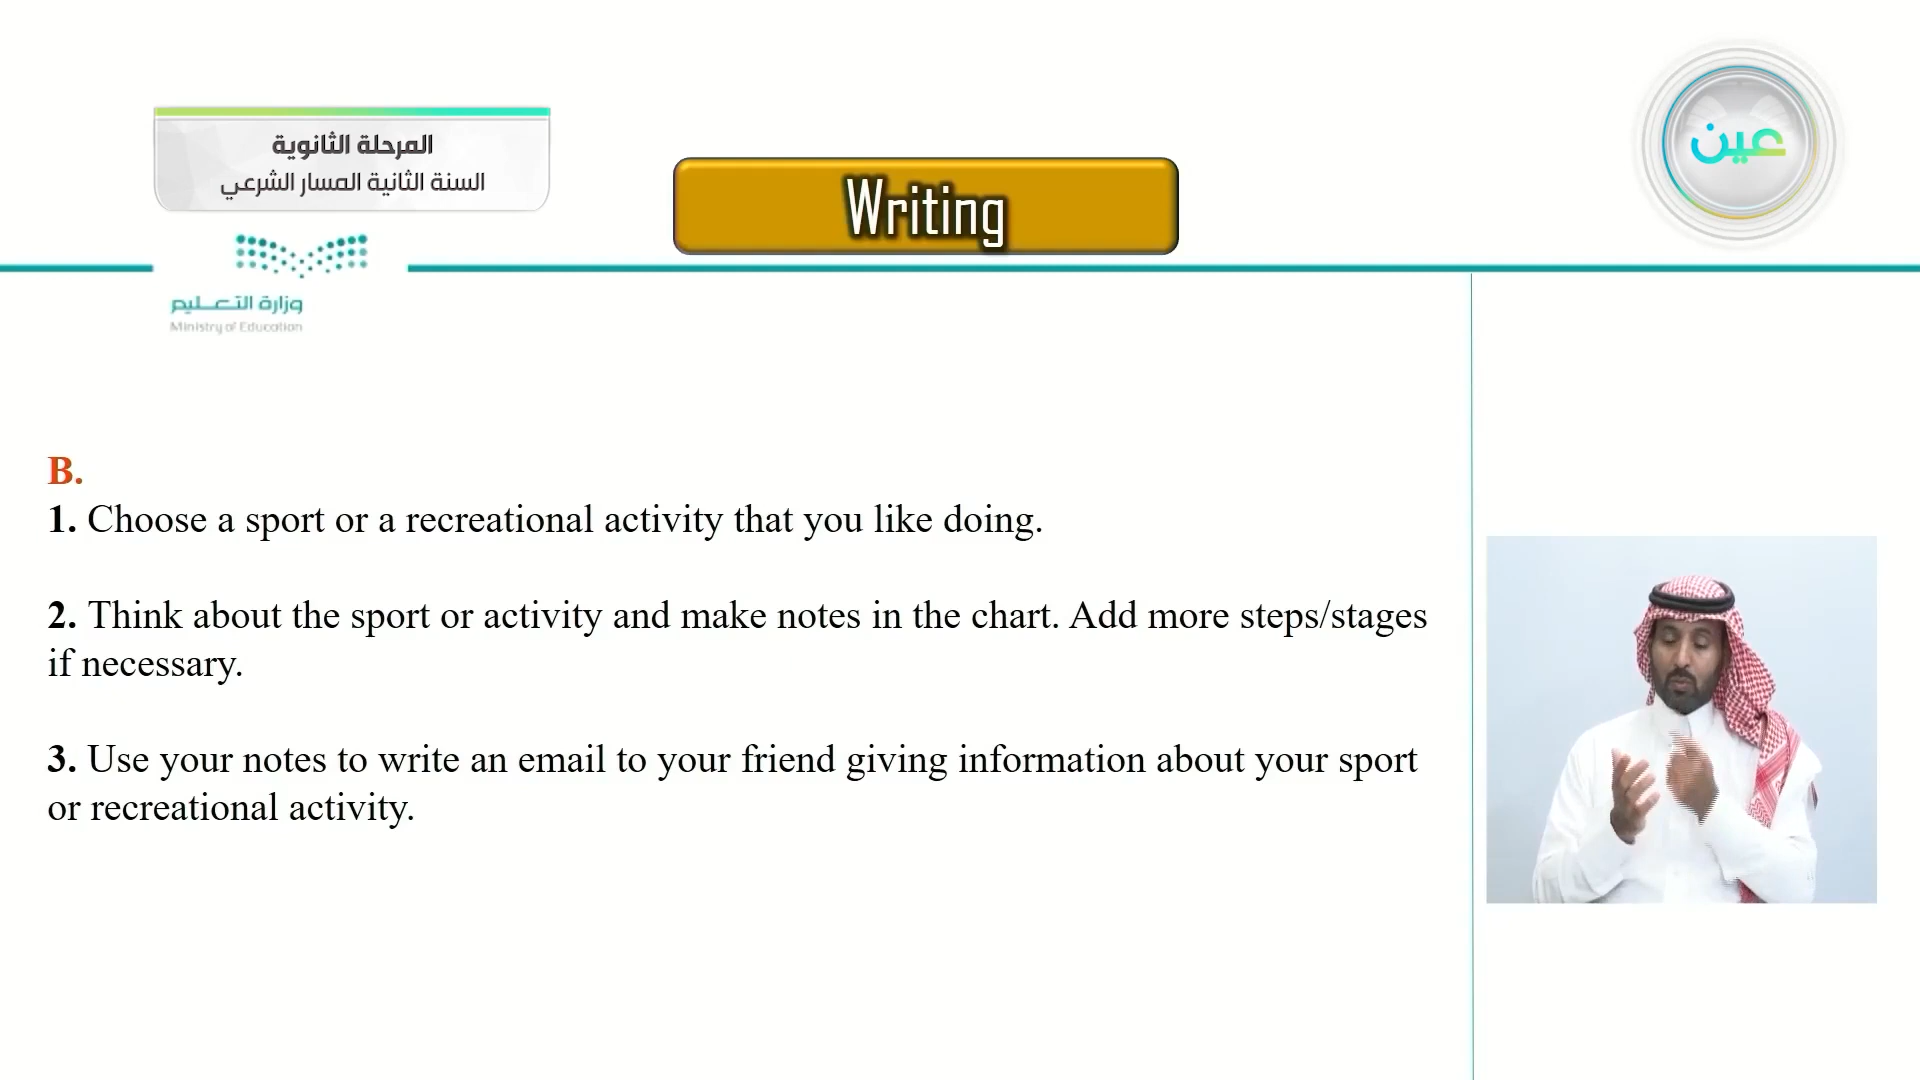 المرحلة الثانوية
السنة الثانية المسار الشرعي
Writing
عين
وزارة التعليم
Ministry of Education
B.
1. Choose a sport or a recreational activity that you like doing.
2. Think about the sport or activity and make notes in the chart. Add more steps/stages
if necessary.
3. Use your notes to write an email to your friend giving information about your sport
or recreational activity.